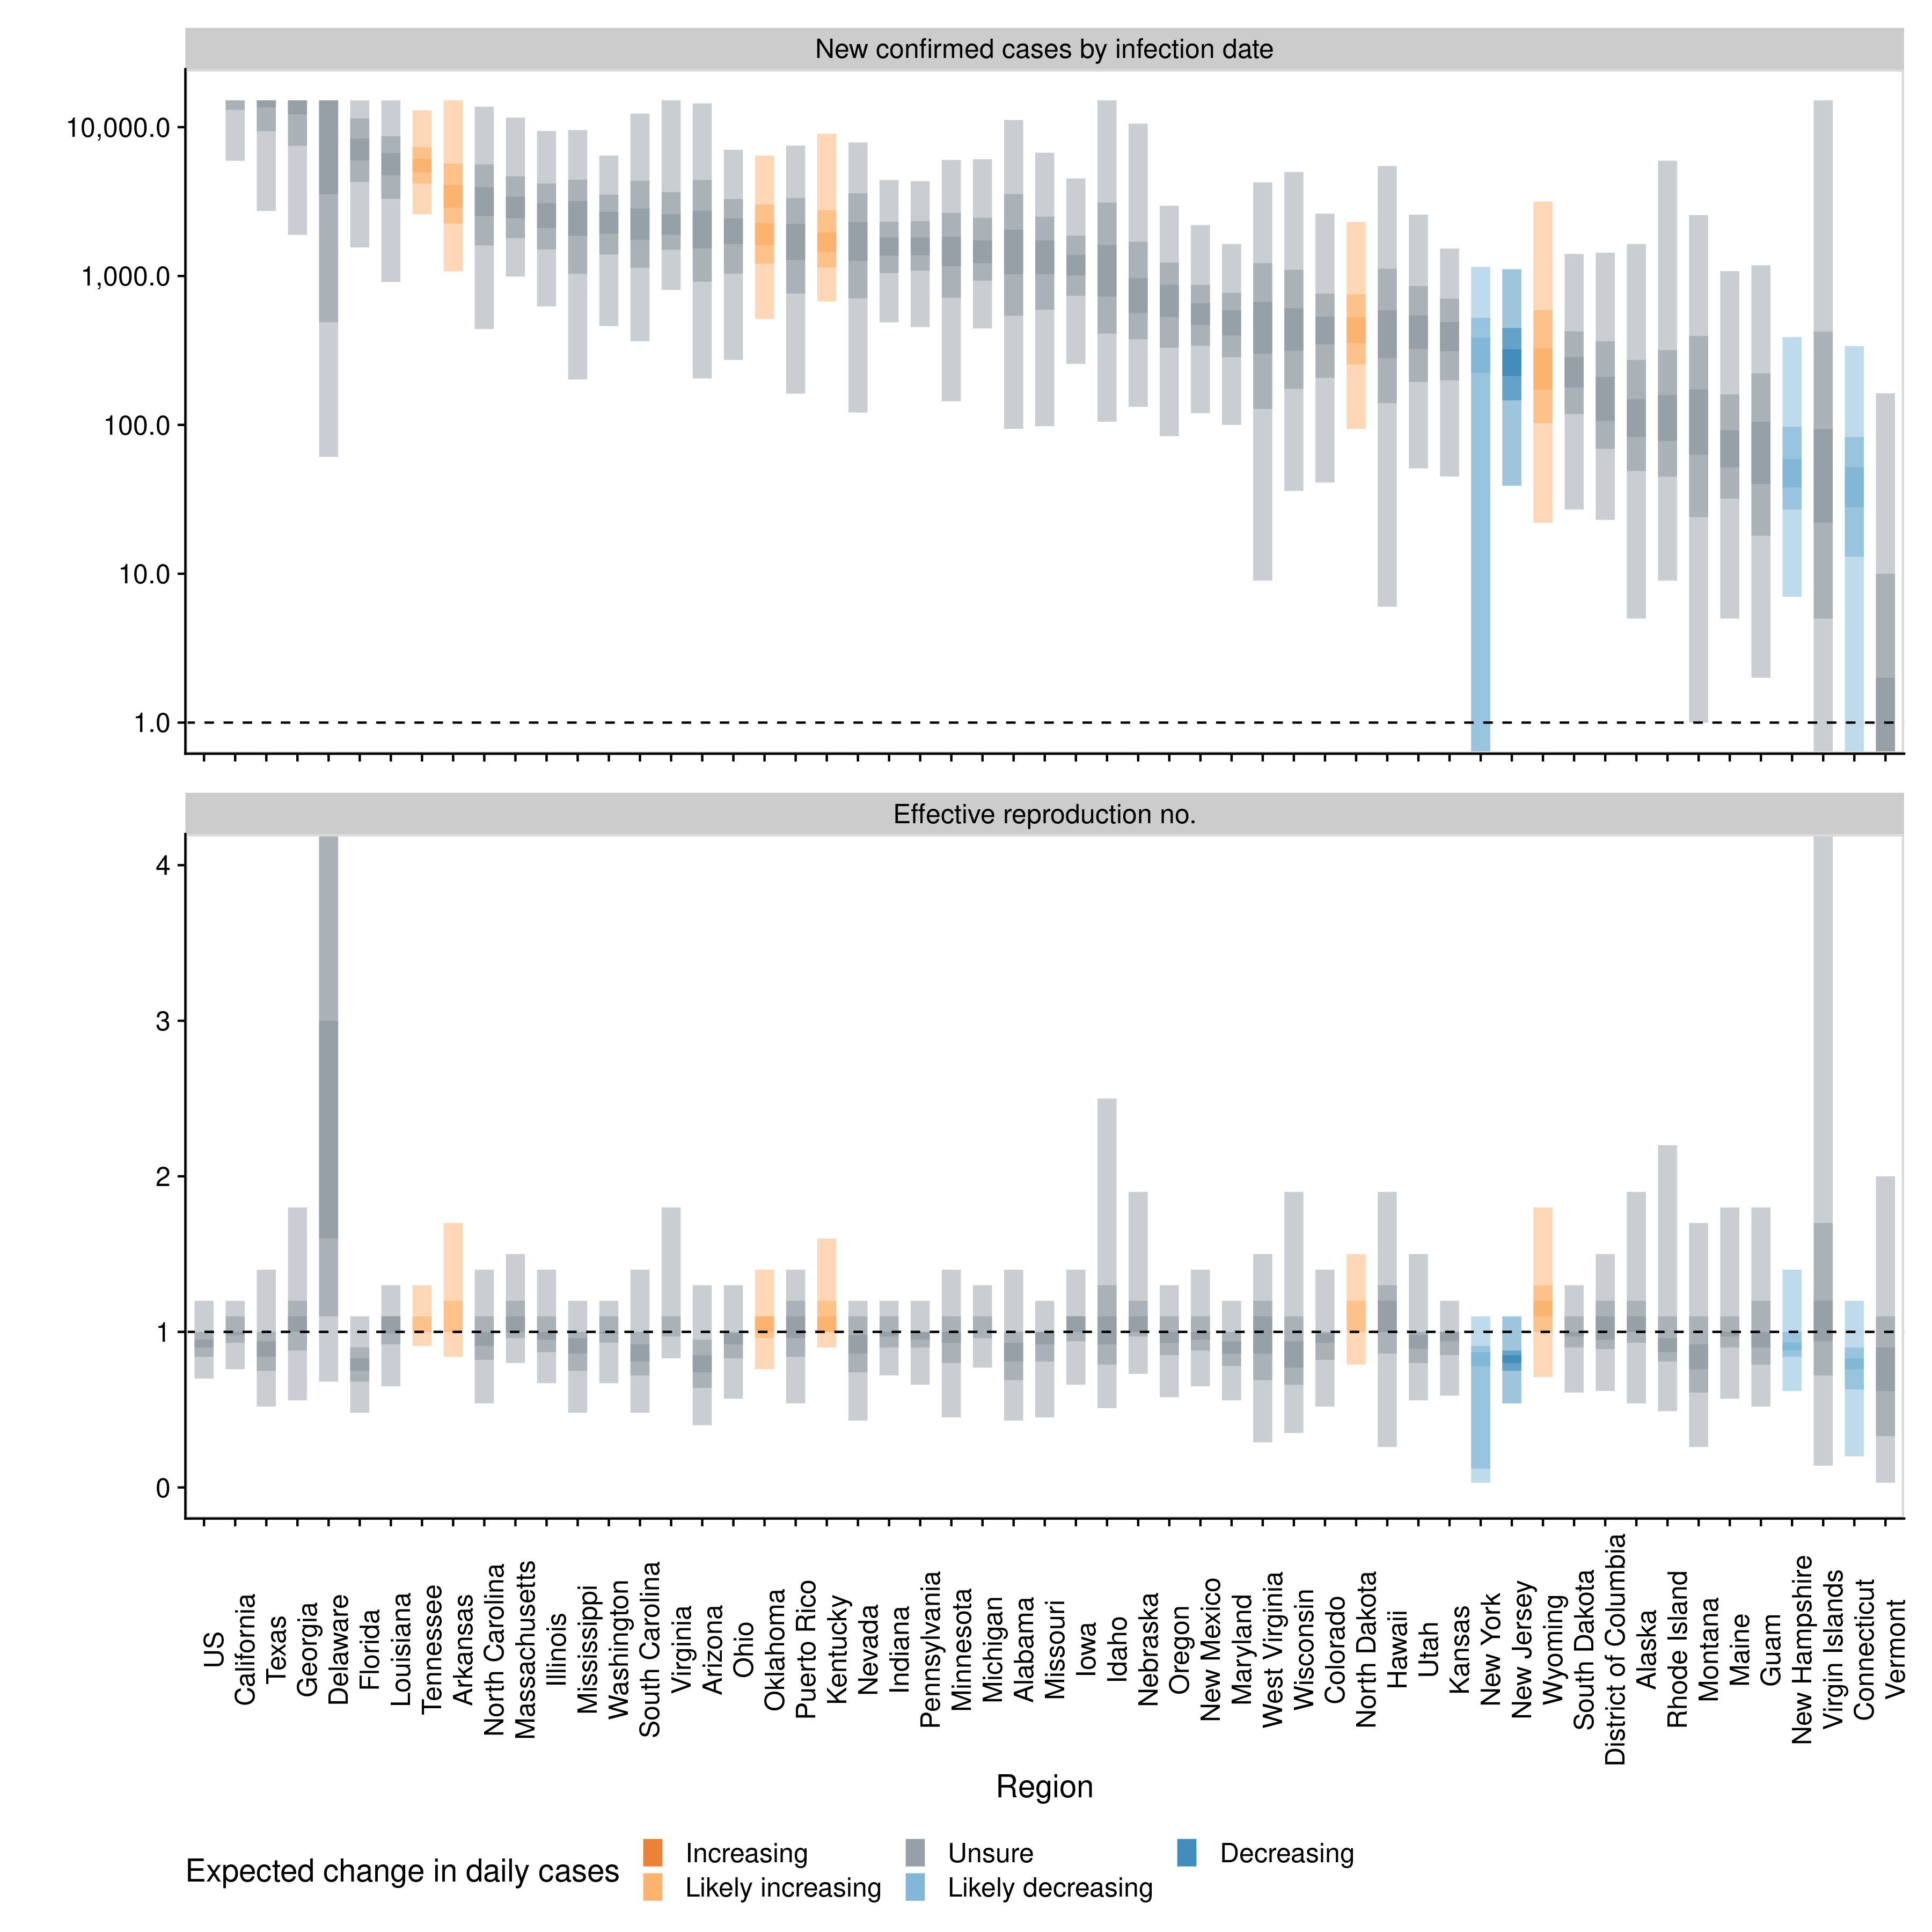 New confirmed cases by infection date
10,000.0
1,000.0
100.0
10.0
1.0
Effective reproduction no.
4
3
2
1
0
US
California
Texas
Georgia
Delaware
Florida
Louisiana
Tennessee
Arkansas
North Carolina
Massachusetts
Illinois
Mississippi
Washington
South Carolina
Virginia
Arizona
Ohio
Oklahoma
Puerto Rico
Kentucky
Nevada
Indiana
Pennsylvania
Minnesota
Michigan
Alabama
Missouri
Iowa
Idaho
Nebraska
Oregon
New Mexico
Maryland
West Virginia
Wisconsin
Colorado
North Dakota
Hawaii
Utah
Kansas
New York
New Jersey
Wyoming
South Dakota
District of Columbia
Alaska
Rhode Island
Montana
Maine
Guam
New Hampshire
Virgin Islands
Connecticut
Vermont
Region
Expected change in daily cases
Increasing
Likely increasing
Unsure
Likely decreasing
Decreasing